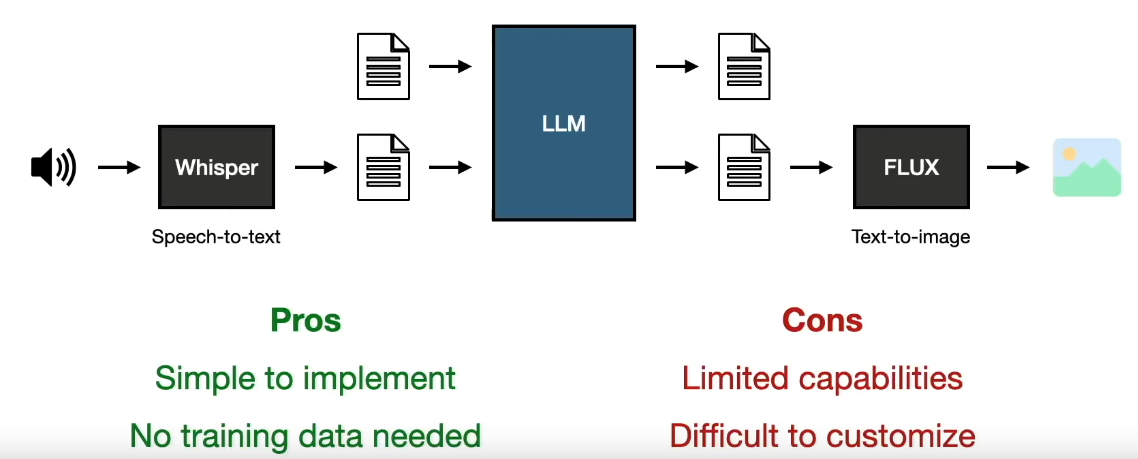 LLM
Whisper
FLUX
Speech-to-text
Text-to-image
Pros
Cons
Simple to implement
Limited capabilities
No training data needed
Difficult to customize